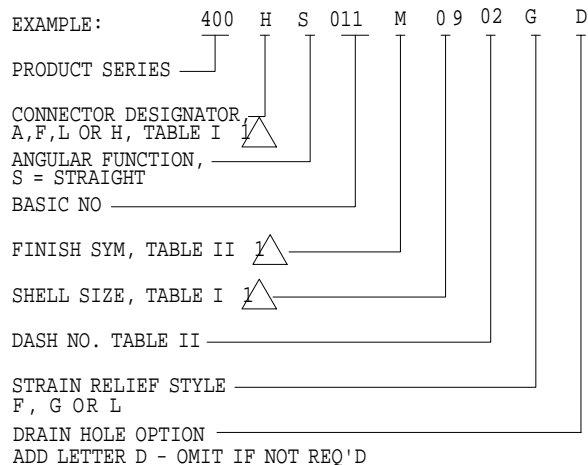 EXAMPLE: 400 H S 011 M 09 02 G D
PRODUCT SERIES
CONNECTOR DESIGNATOR,
A,F,L OR H, TABLE I 1
ANGULAR FUNCTION,
S = STRAIGHT
BASIC NO
FINISH SYM, TABLE II 1
SHELL SIZE, TABLE I 1
DASH NO. TABLE II
STRAIN RELIEF STYLE
F, G OR L
DRAIN HOLE OPTION
ADD LETTER D - OMIT IF NOT REQ'D